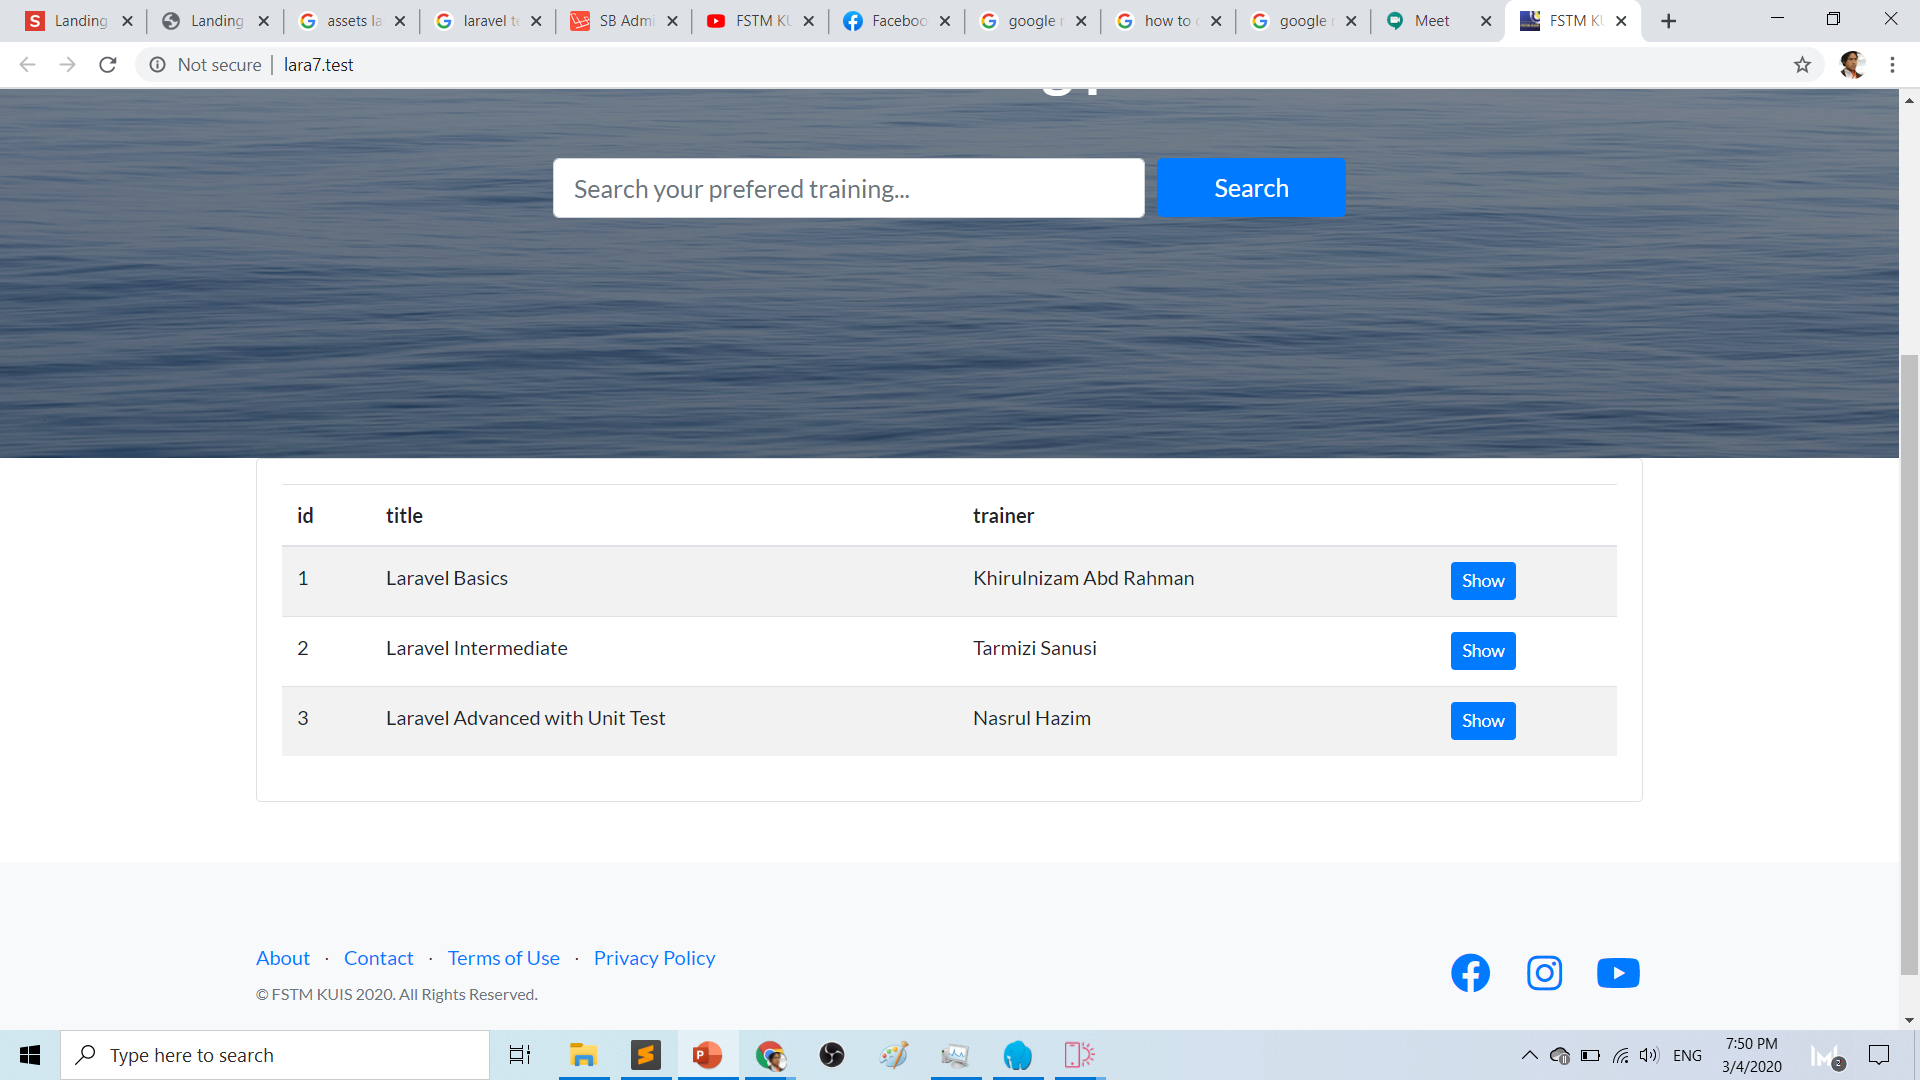 Landing
Landing
assets la
laravel te
SB Admi
FSTM KU
Faceboo
google r
how to c
google r
Meet
FSTM KU
Not secure | lara7.test
Search your prefered training...
Search
id title trainer
1 Laravel Basics Khirulnizam Abd Rahman Show
2 Laravel Intermediate Tarmizi Sanusi Show
3 Laravel Advanced with Unit Test Nasrul Hazim Show
About · Contact · Terms of Use · Privacy Policy
© FSTM KUIS 2020. All Rights Reserved.
Type here to search
ENG
7:50 PM
3/4/2020
2